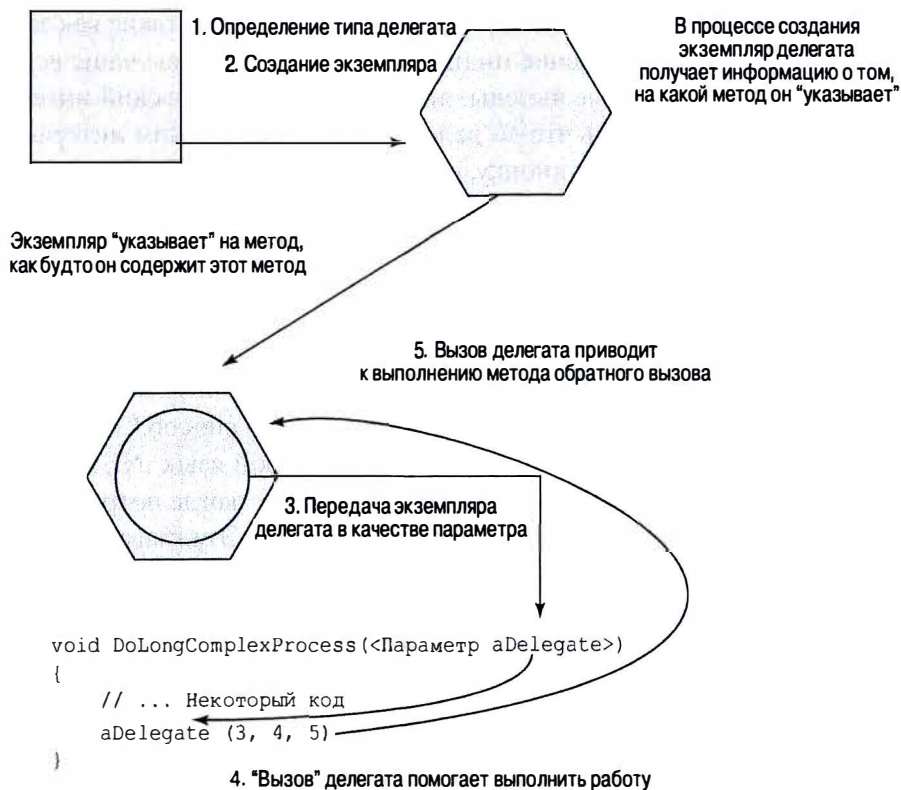 1. Определение типа делегата
2. Создание экземпляра
В процессе создания
экземпляр делегата
получает информацию о том,
на какой метод он "указывает"
Экземпляр "указывает" на метод,
как будто он содержит этот метод
5. Вызов делегата приводит
к выполнению метода обратного вызова
3. Передача экземпляра
делегата в качестве параметра
void DoLongComplexProcess(<Параметр aDelegate>)
{
// ... Некоторый код
aDelegate (3, 4, 5)
}
4. "Вызов" делегата помогает выполнить работу